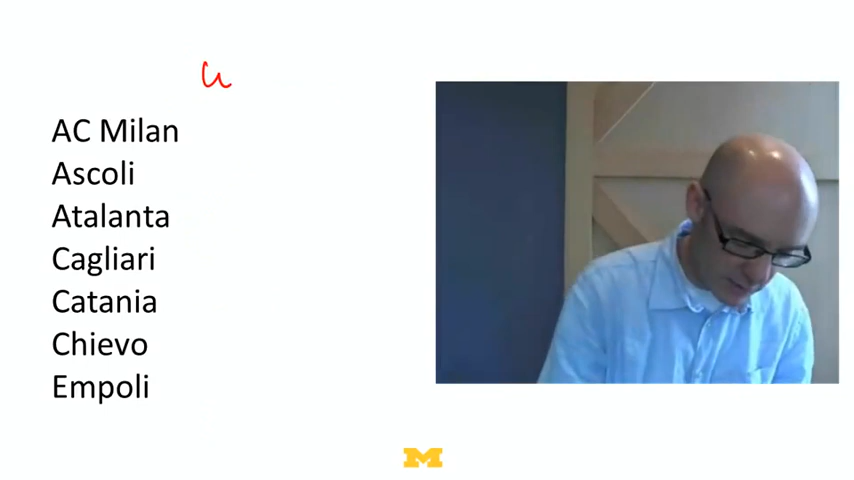 AC Milan
Ascoli
Atalanta
Cagliari
Catania
Chievo
Empoli
M